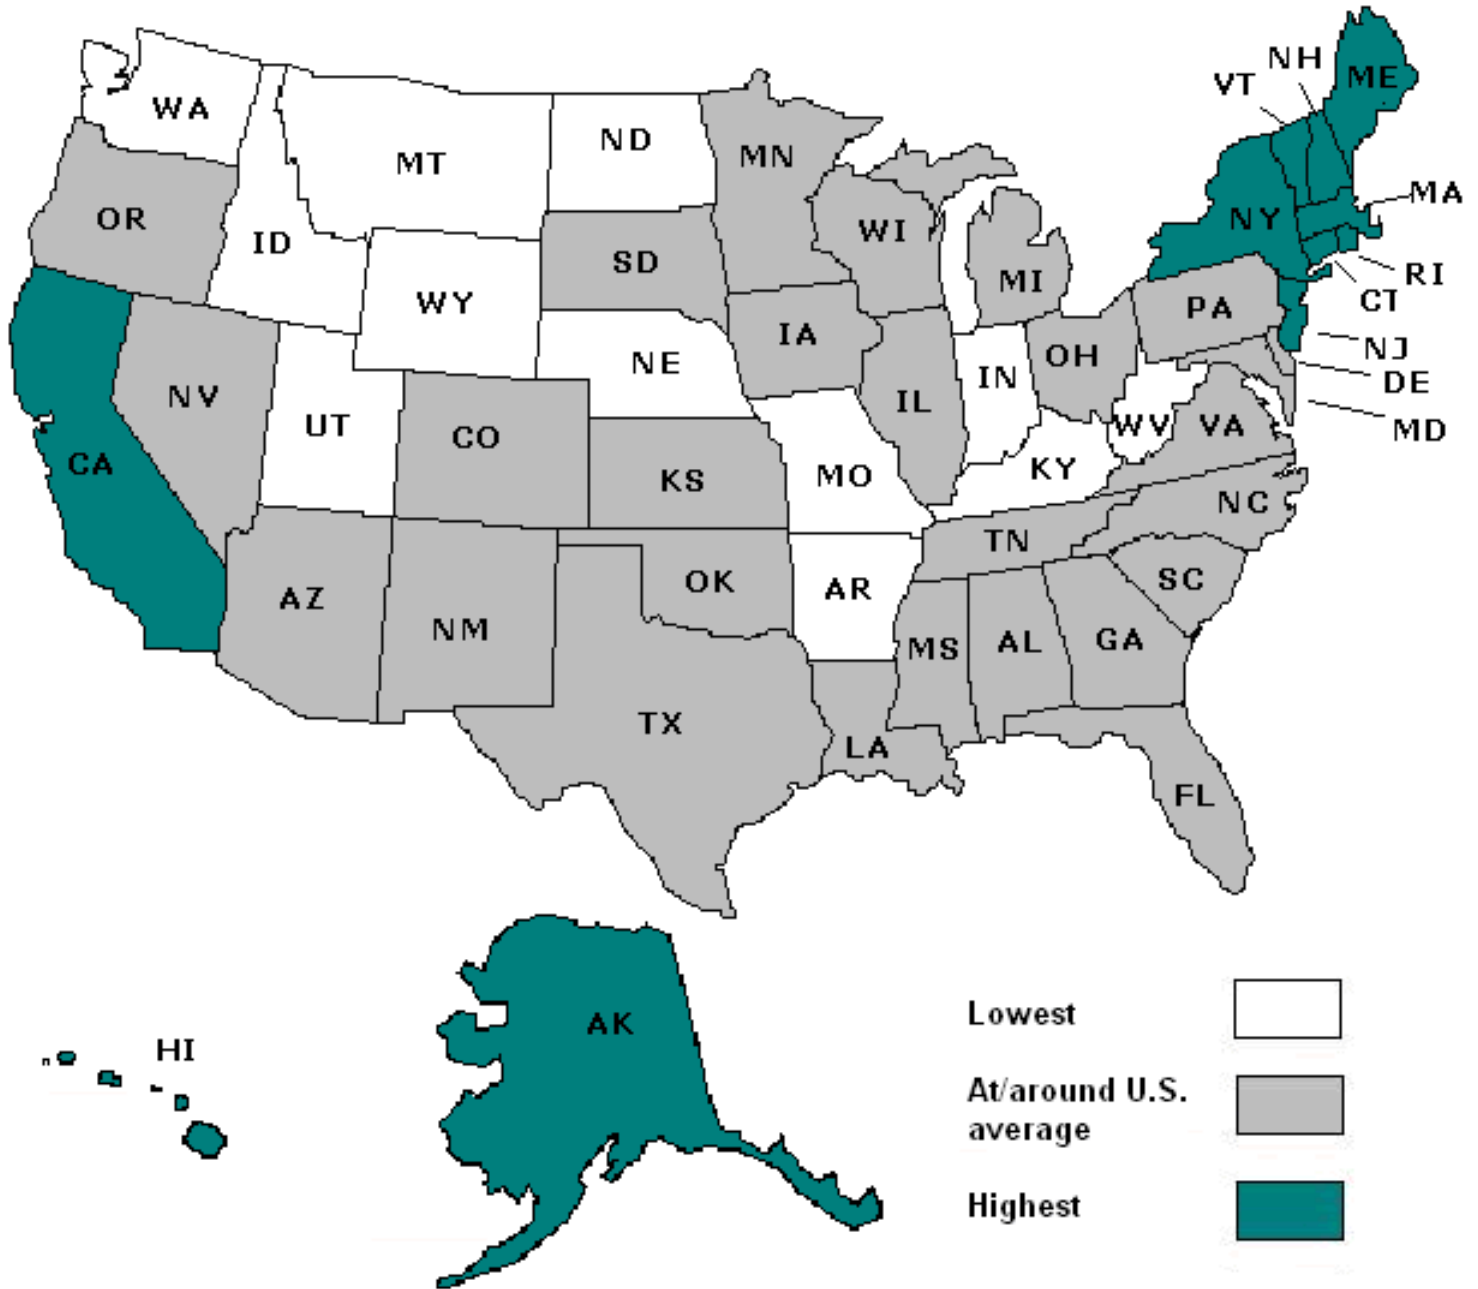 NH
ME
VT
WA
ND
MT
MN
MA
OR
NY
WI
ID
SD
RI
MI
WY
CT
PA
IA
NJ
OH
NE
IN
DE
NV
IL
UT
WV
VA
MD
CO
CA
KY
MO
KS
NC
TN
OK
SC
AR
AZ
NM
GA
AL
MS
TX
LA
FL
Lowest
AK
HI
At/around U.S.
average
Highest